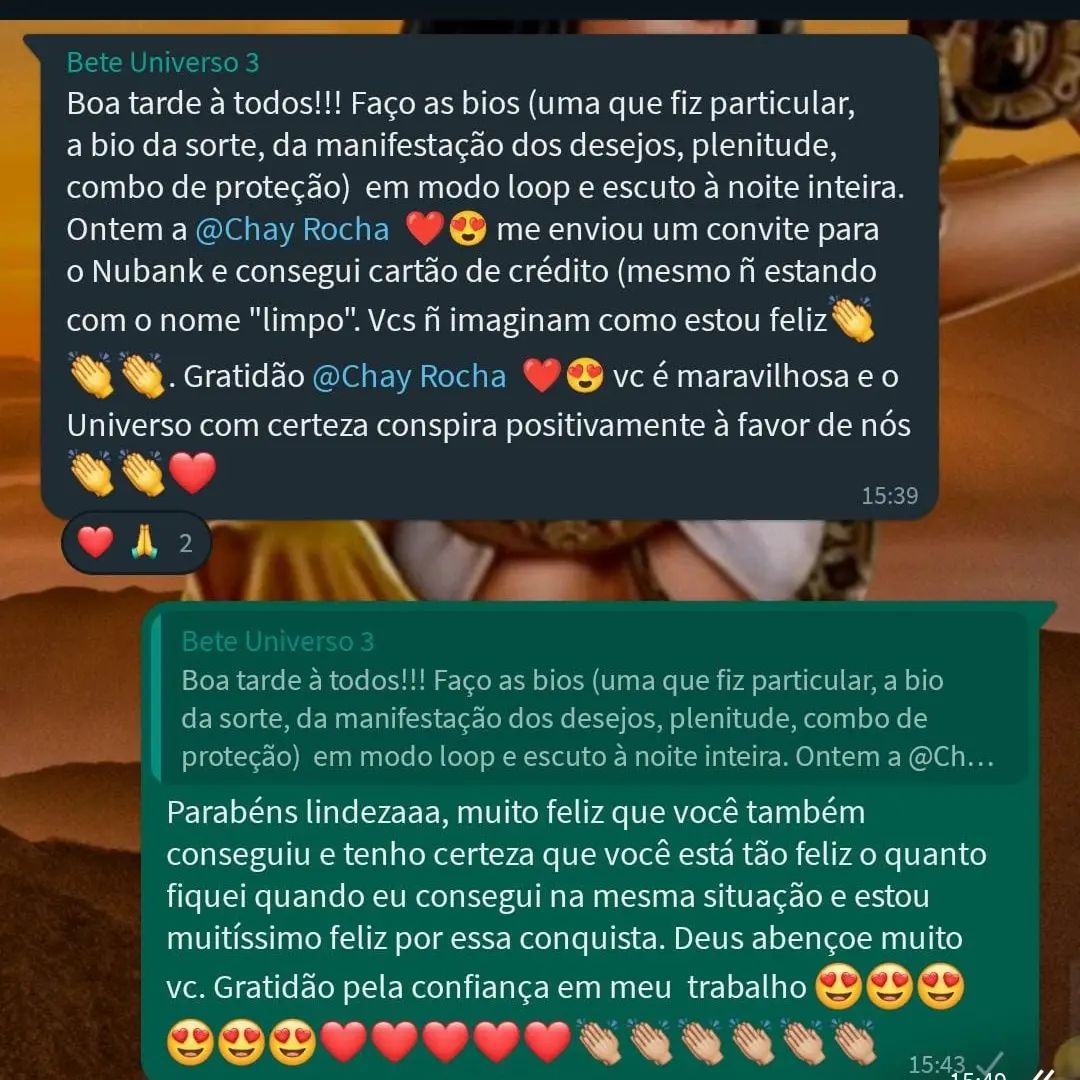 Bete Universo 3
Boa tarde à todos!!! Faço as bios (uma que fiz particular,
a bio da sorte, da manifestação dos desejos, plenitude,
combo de proteção)  em modo loop e escuto à noite inteira.
Ontem a @Chay Rocha ❤️😍 me enviou um convite para
o Nubank e consegui cartão de crédito (mesmo ñ estando
com o nome "limpo". Vcs ñ imaginam como estou feliz👏
👏👏. Gratidão @Chay Rocha ❤️😍 vc é maravilhosa e o
Universo com certeza conspira positivamente à favor de nós
👏👏❤️
15:39
❤️🙏 2
Bete Universo 3
Boa tarde à todos!!! Faço as bios (uma que fiz particular, a bio
da sorte, da manifestação dos desejos, plenitude, combo de
proteção)  em modo loop e escuto à noite inteira. Ontem a @Ch…
Parabéns lindezaaa, muito feliz que você também
conseguiu e tenho certeza que você está tão feliz o quanto
fiquei quando eu consegui na mesma situação e estou
muitíssimo feliz por essa conquista. Deus abençoe muito
vc. Gratidão pela confiança em meu  trabalho 😍😍😍
😍😍😍❤️❤️❤️❤️❤️👏🏼👏🏼👏🏼👏🏼👏🏼👏🏼
15:43